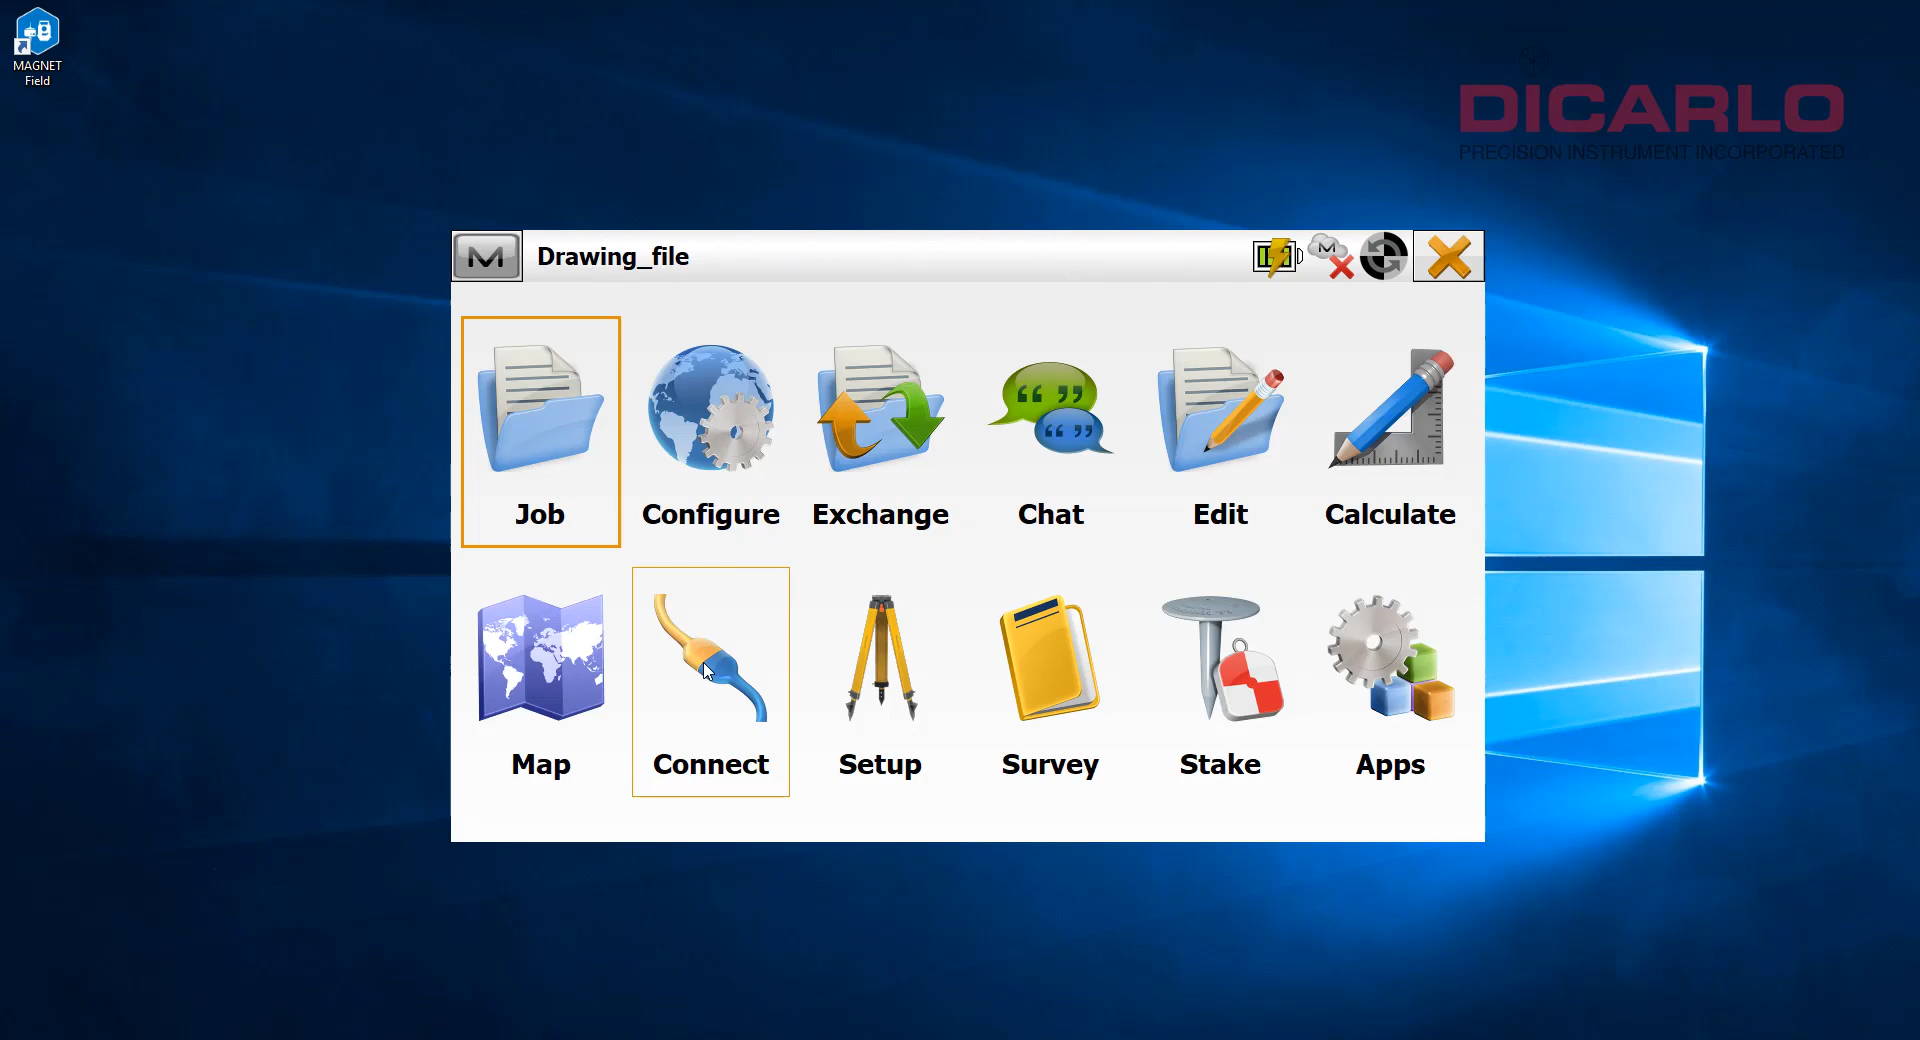 MAGNET
Field
DICARLO
PRECISION INSTRUMENT INCORPORATED
Drawing_file
Job
Configure
Exchange
Chat
Edit
Calculate
Map
Connect
Setup
Survey
Stake
Apps